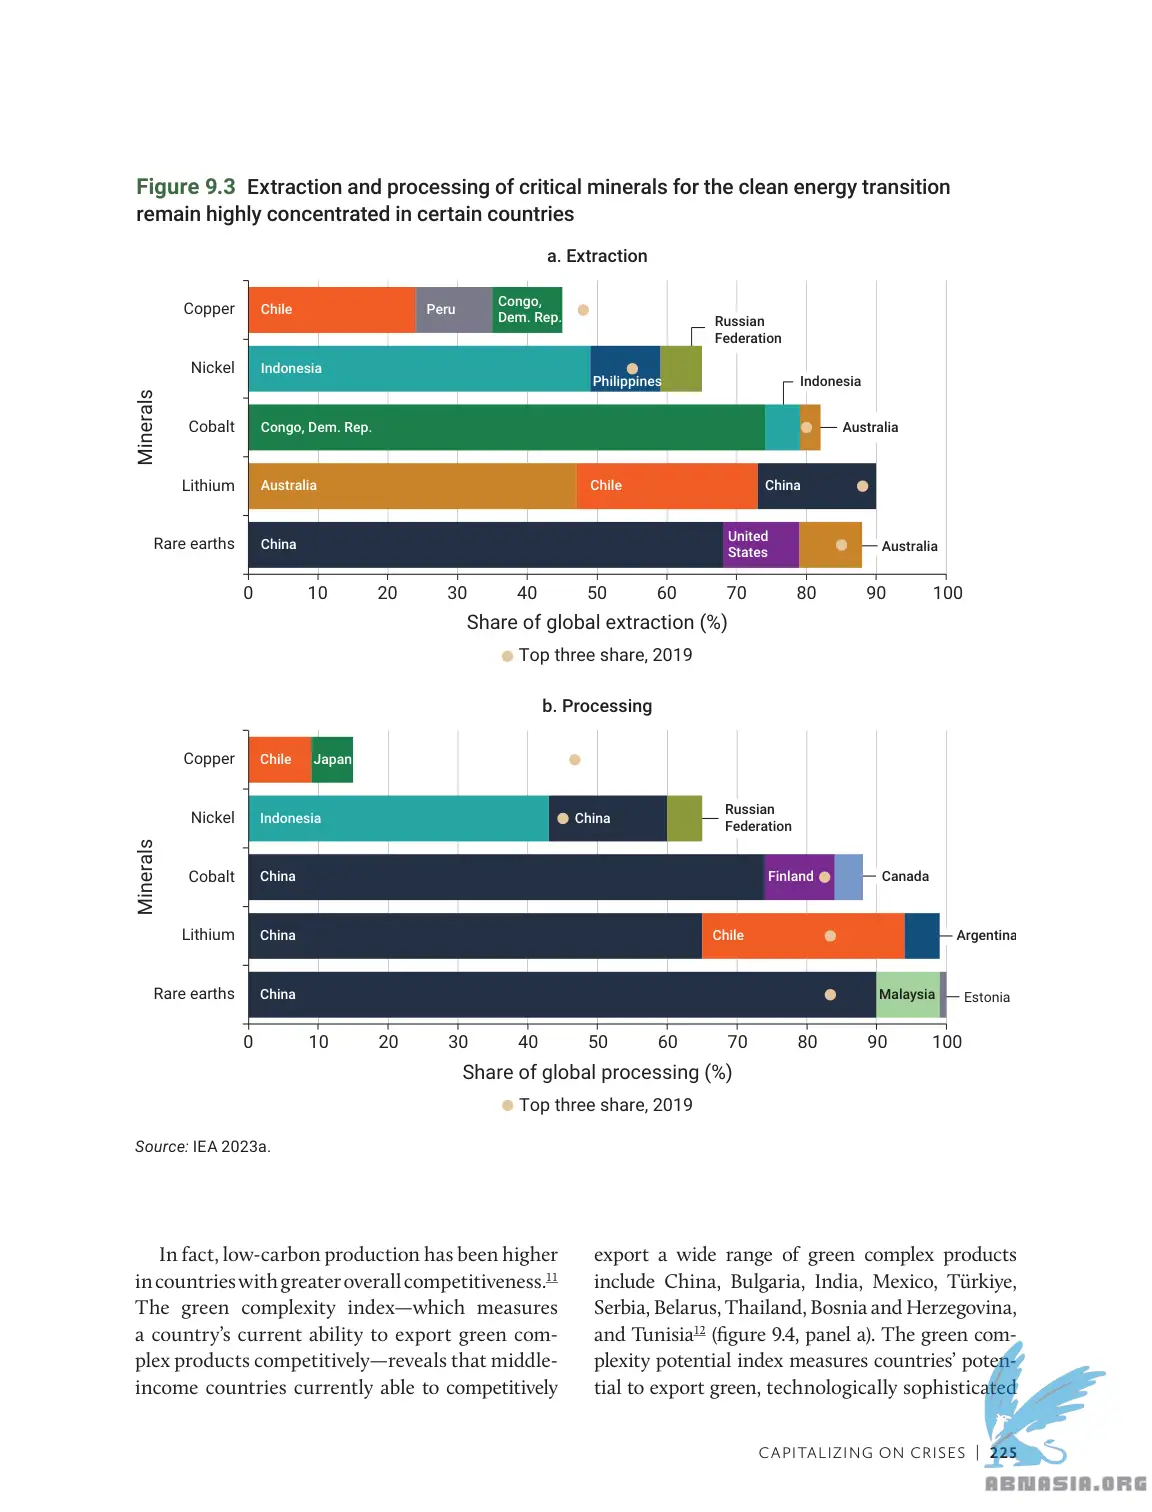 Figure 9.3 Extraction and processing of critical minerals for the clean energy transition
remain highly concentrated in certain countries
a. Extraction
Minerals
Copper
Chile
Peru
Congo,
Dem. Rep.
Nickel
Indonesia
Philippines
Russian
Federation
Cobalt
Congo, Dem. Rep.
Indonesia
Australia
Lithium
Australia
Chile
China
Rare earths
China
United
States
Australia
0 10 20 30 40 50 60 70 80 90 100
Share of global extraction (%)
Top three share, 2019
b. Processing
Minerals
Copper
Chile
Japan
Nickel
Indonesia
China
Russian
Federation
Cobalt
China
Finland
Canada
Lithium
China
Chile
Argentina
Rare earths
China
Malaysia
Estonia
0 10 20 30 40 50 60 70 80 90 100
Share of global processing (%)
Top three share, 2019
Source: IEA 2023a.
In fact, low-carbon production has been higher
in countries with greater overall competitiveness.11
The green complexity index—which measures
a country’s current ability to export green com-
plex products competitively—reveals that middle-
income countries currently able to competitively
export a wide range of green complex products
include China, Bulgaria, India, Mexico, Türkiye,
Serbia, Belarus, Thailand, Bosnia and Herzegovina,
and Tunisia12 (figure 9.4, panel a). The green com-
plexity potential index measures countries’ poten-
tial to export green, technologically sophisticated
CAPITALIZING ON CRISES | 225
ABNASIA.ORG